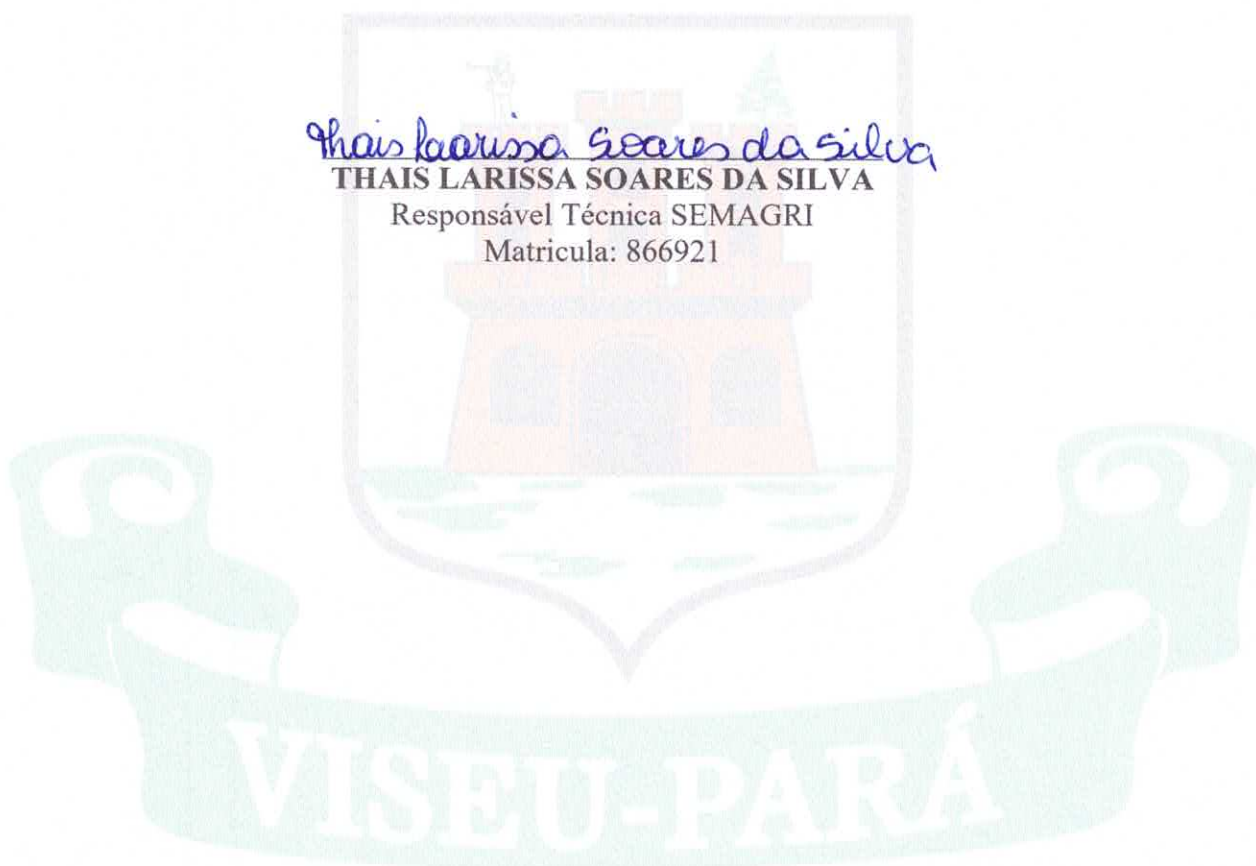 Thais Larissa Soares da Silva
THAIS LARISSA SOARES DA SILVA
Responsável Técnica SEMAGRI
Matricula: 866921
VISEU-PARÁ